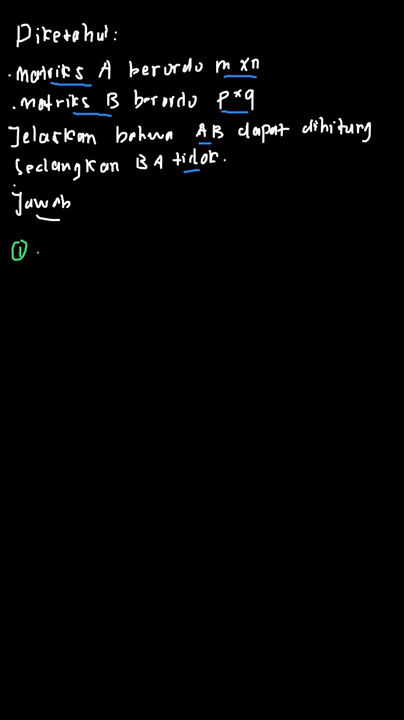 Diketahui:
. Matriks A berordo m x n
. Matriks B berordo p x q
Jelaskan bahwa AB dapat dihitung
sedangkan BA tidak.
Jawab
① .